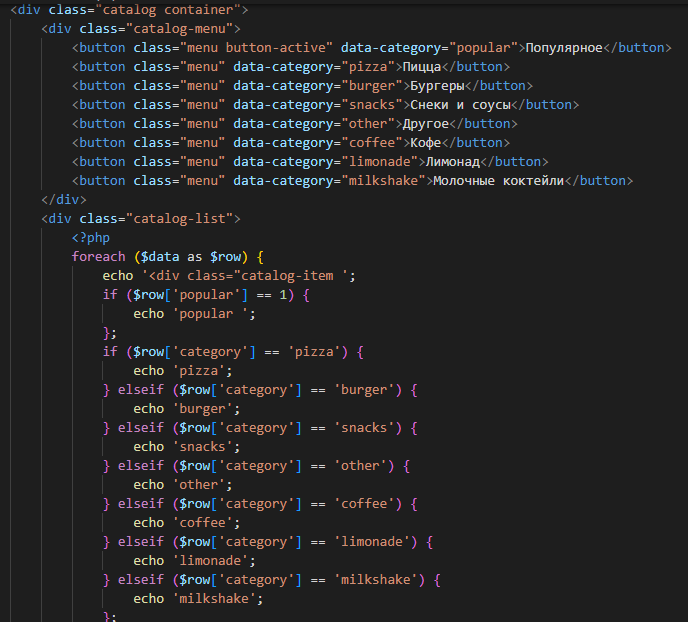 <div class="catalog container">
<div class="catalog-menu">
<button class="menu button-active" data-category="popular">Популярное</button>
<button class="menu" data-category="pizza">Пицца</button>
<button class="menu" data-category="burger">Бургеры</button>
<button class="menu" data-category="snacks">Снеки и соусы</button>
<button class="menu" data-category="other">Другое</button>
<button class="menu" data-category="coffee">Кофе</button>
<button class="menu" data-category="limonade">Лимонад</button>
<button class="menu" data-category="milkshake">Молочные коктейли</button>
</div>
<div class="catalog-list">
<?php
foreach ($data as $row) {
echo '<div class="catalog-item ';
if ($row['popular'] == 1) {
echo 'popular ';
};
if ($row['category'] == 'pizza') {
echo 'pizza';
} elseif ($row['category'] == 'burger') {
echo 'burger';
} elseif ($row['category'] == 'snacks') {
echo 'snacks';
} elseif ($row['category'] == 'other') {
echo 'other';
} elseif ($row['category'] == 'coffee') {
echo 'coffee';
} elseif ($row['category'] == 'limonade') {
echo 'limonade';
} elseif ($row['category'] == 'milkshake') {
echo 'milkshake';
};